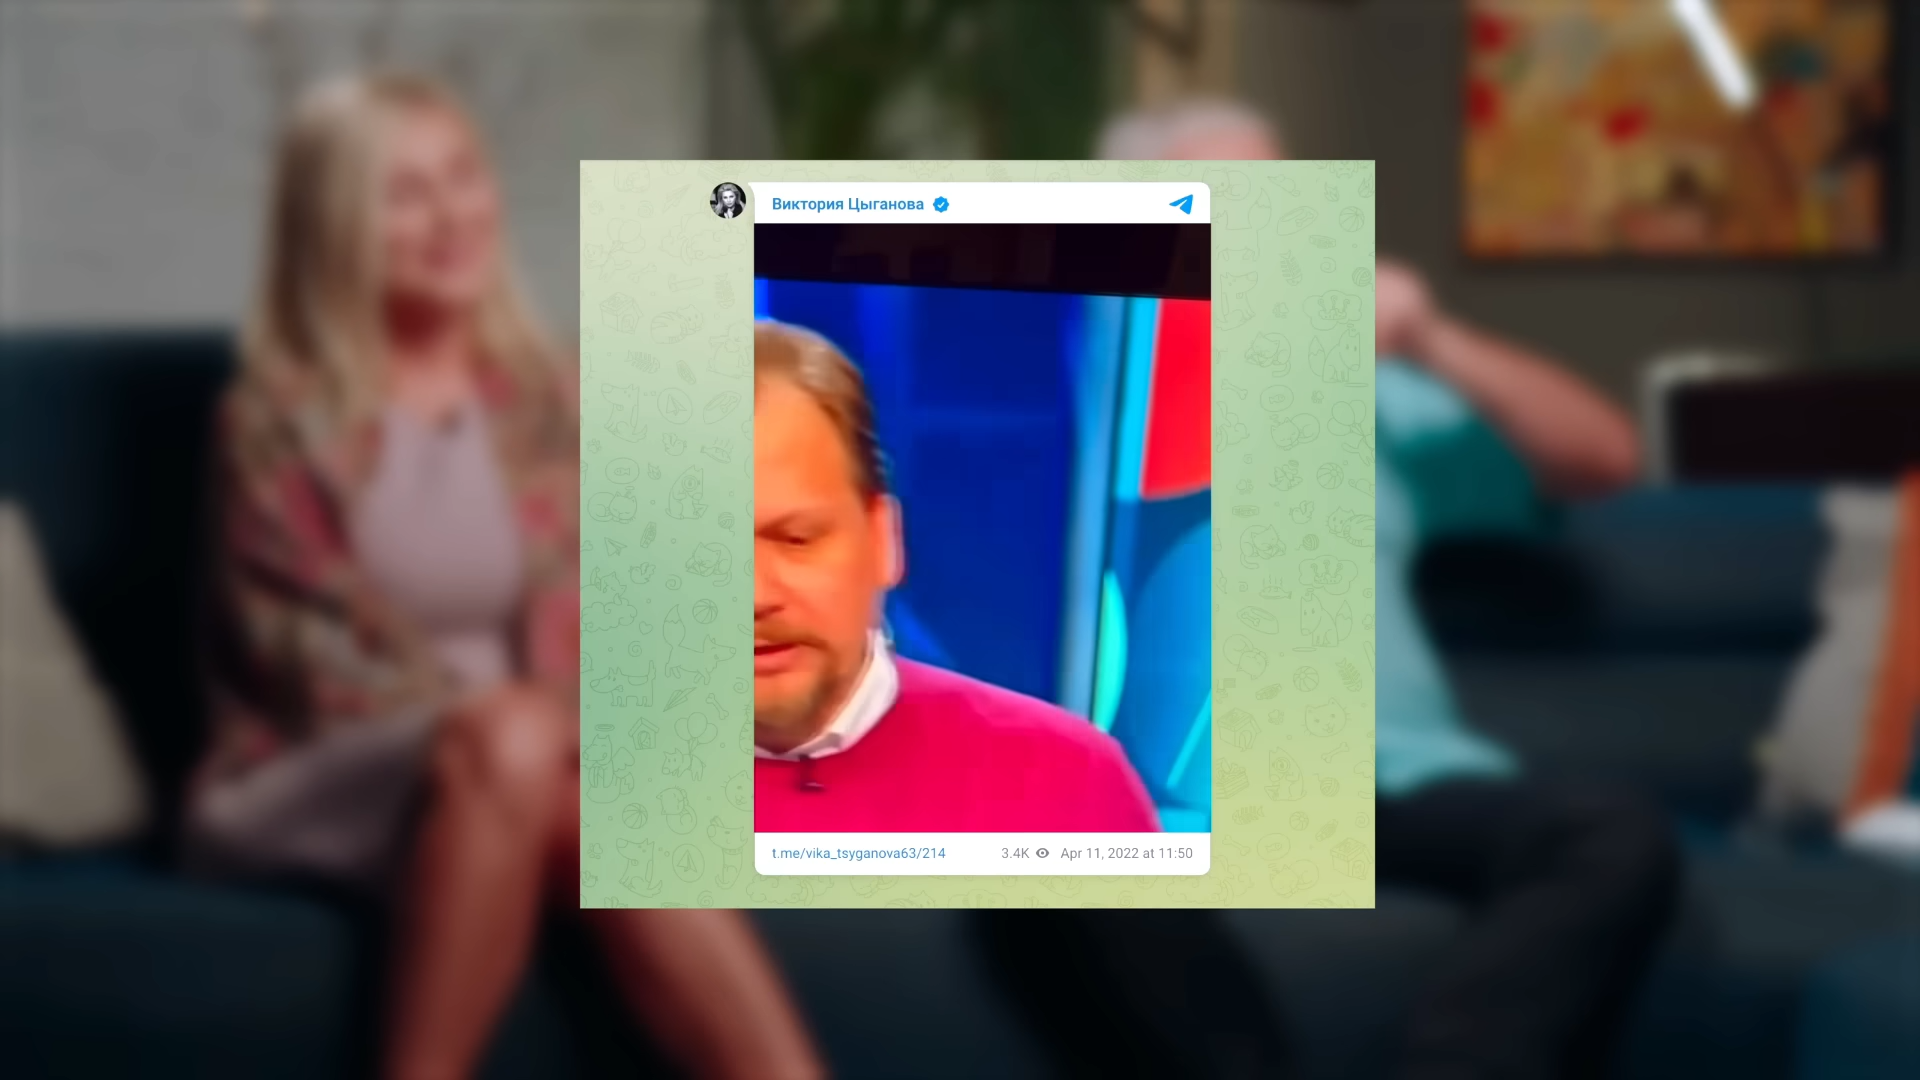 Виктория Цыганова
t.me/vika_tsyganova63/214 3.4K Apr 11, 2022 at 11:50